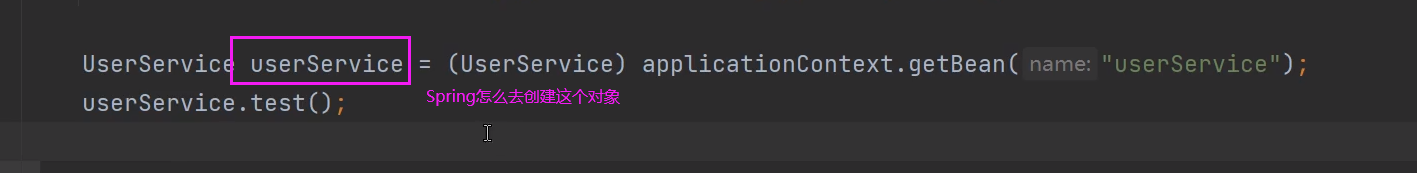 UserService userService = (UserService) applicationContext.getBean( name: "userService");
userService.test();
Spring怎么去创建这个对象